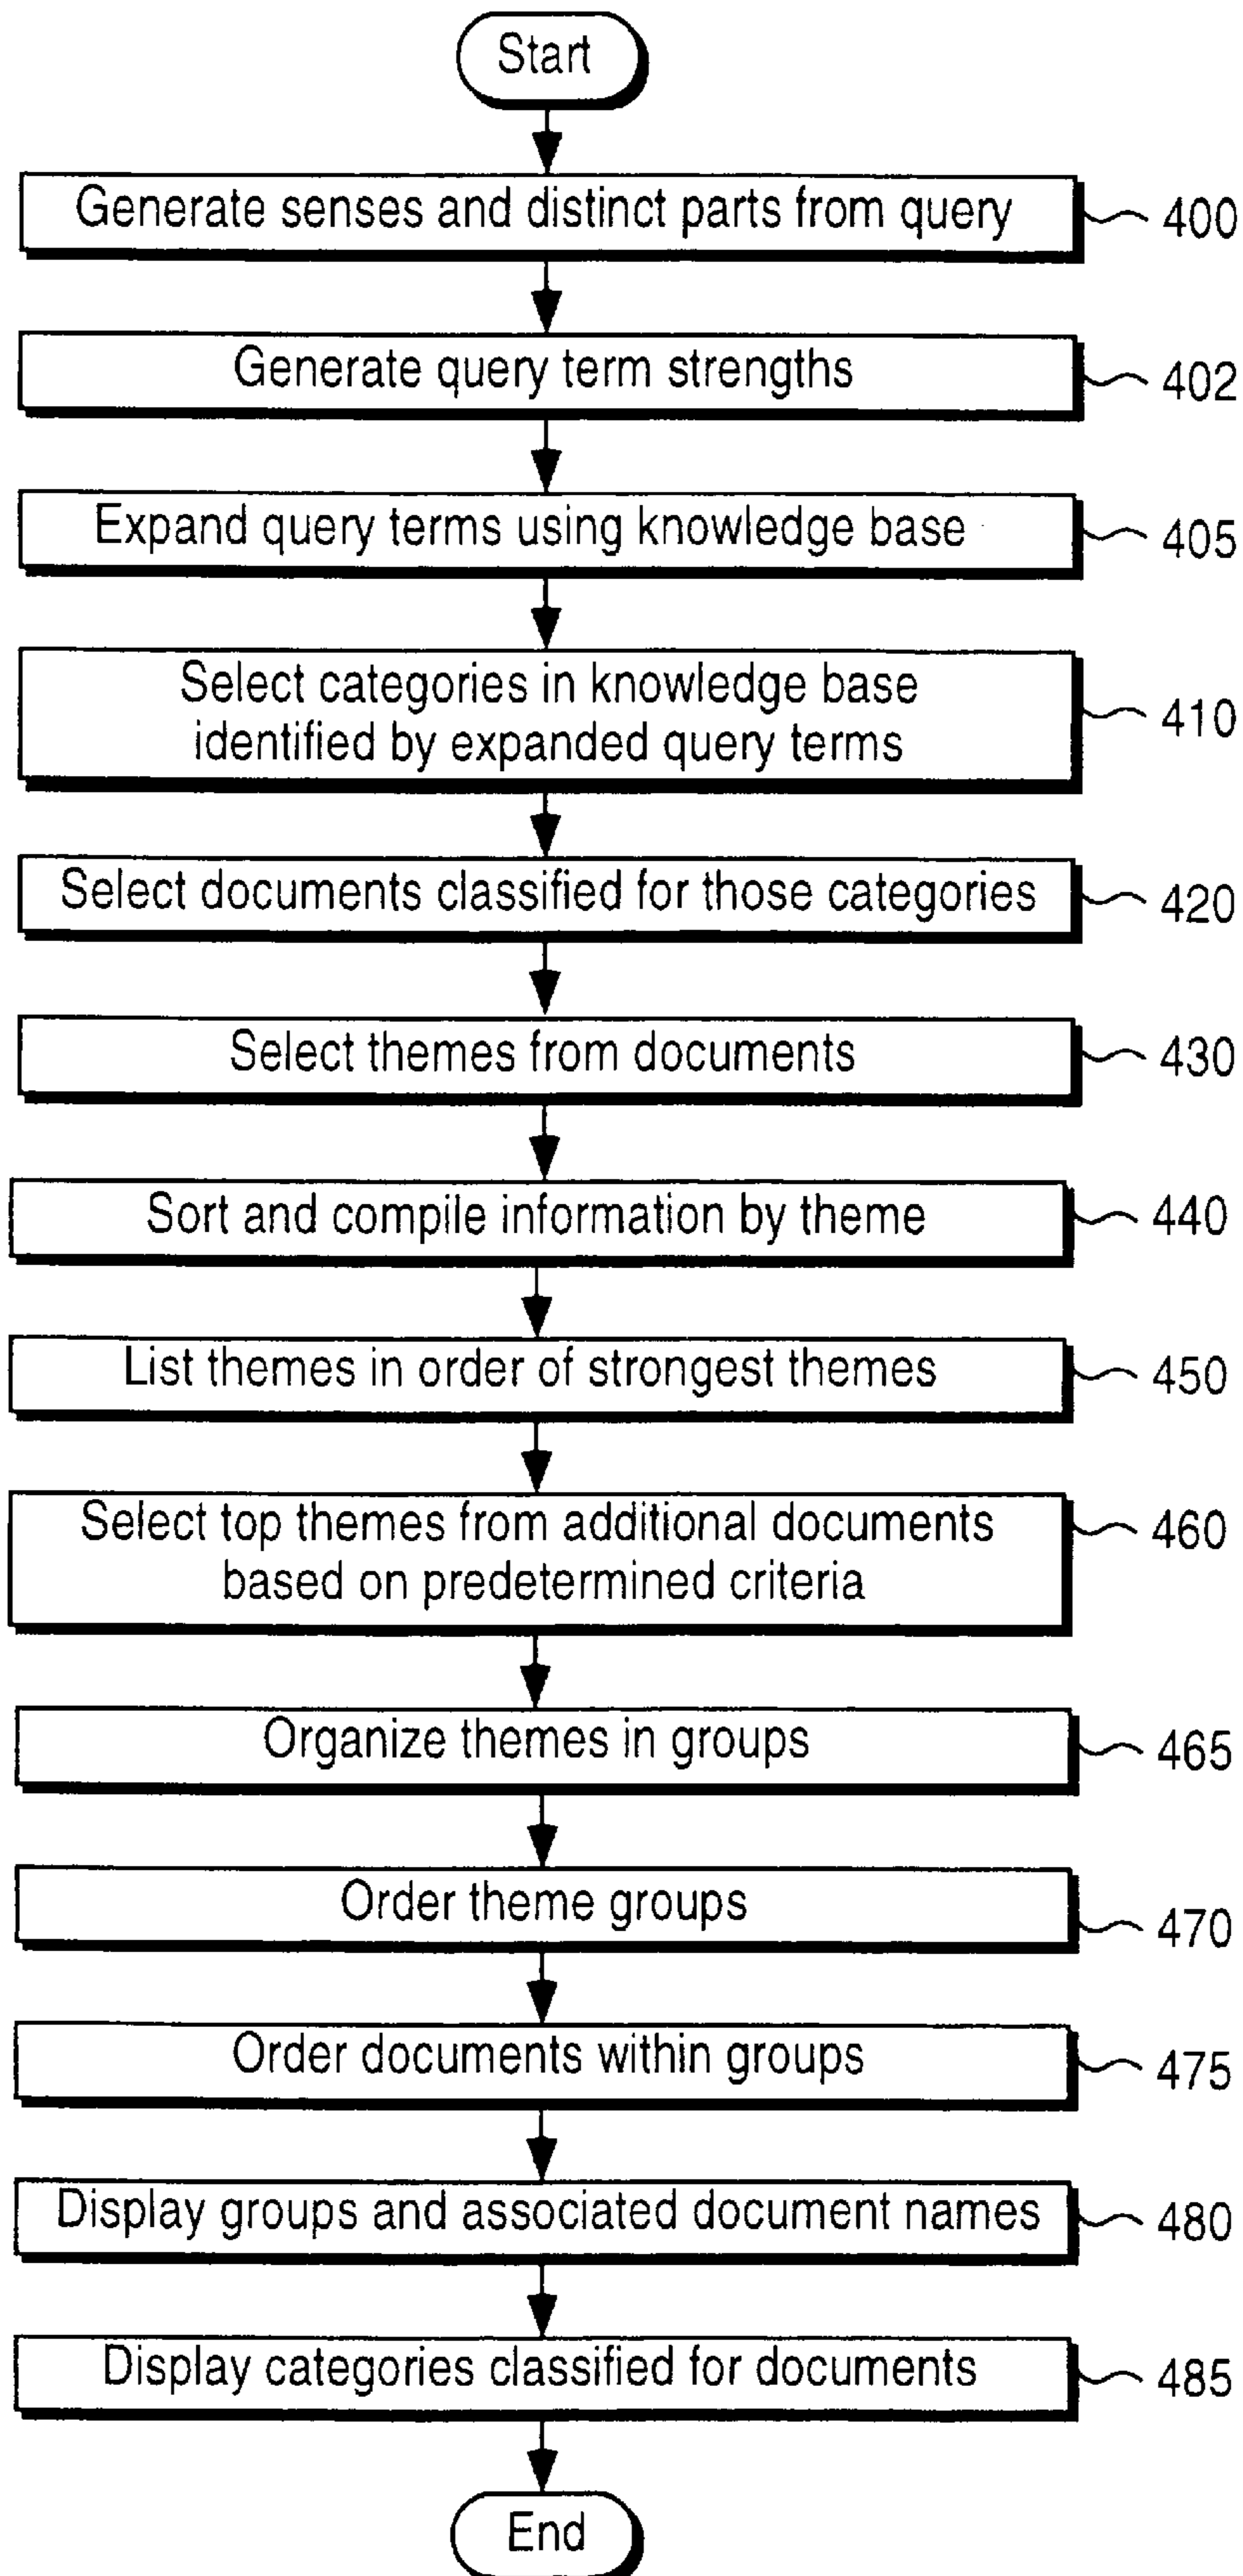 Start
Generate senses and distinct parts from query
400
Generate query term strengths
402
Expand query terms using knowledge base
405
Select categories in knowledge base
identified by expanded query terms
410
Select documents classified for those categories
420
Select themes from documents
430
Sort and compile information by theme
440
List themes in order of strongest themes
450
Select top themes from additional documents
based on predetermined criteria
460
Organize themes in groups
465
Order theme groups
470
Order documents within groups
475
Display groups and associated document names
480
Display categories classified for documents
485
End